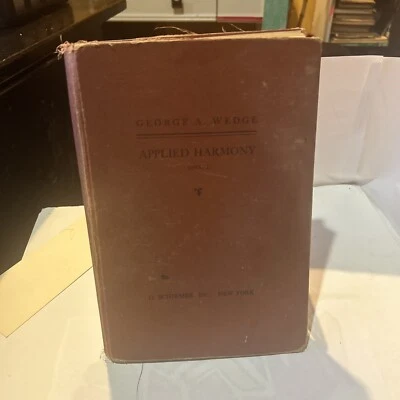 GEORGE A. WEDGE
APPLIED HARMONY
G. SCHIRMER, INC., NEW YORK